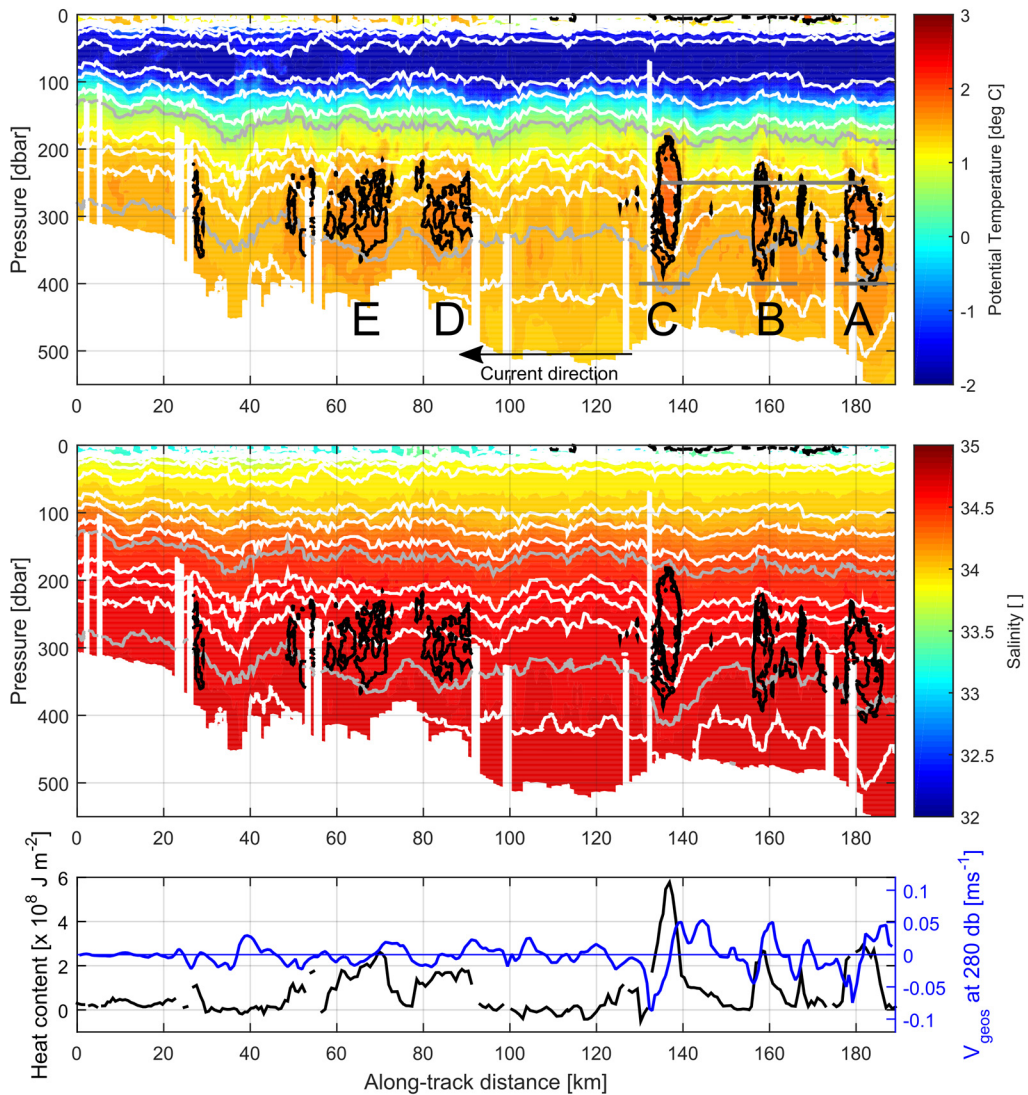 0
100
200
300
400
500
Pressure [dbar]
E D C B A
Current direction
0 20 40 60 80 100 120 140 160 180
3
2
1
0
-1
-2
Potential Temperature [deg C]
0
100
200
300
400
500
Pressure [dbar]
0 20 40 60 80 100 120 140 160 180
35
34.5
34
33.5
33
32.5
32
Salinity [ ]
6
4
2
0
Heat content [x 10⁸ J m⁻²]
0.1
0.05
0
-0.05
-0.1
V_geos at 280 db [ms⁻¹]
0 20 40 60 80 100 120 140 160 180
Along-track distance [km]